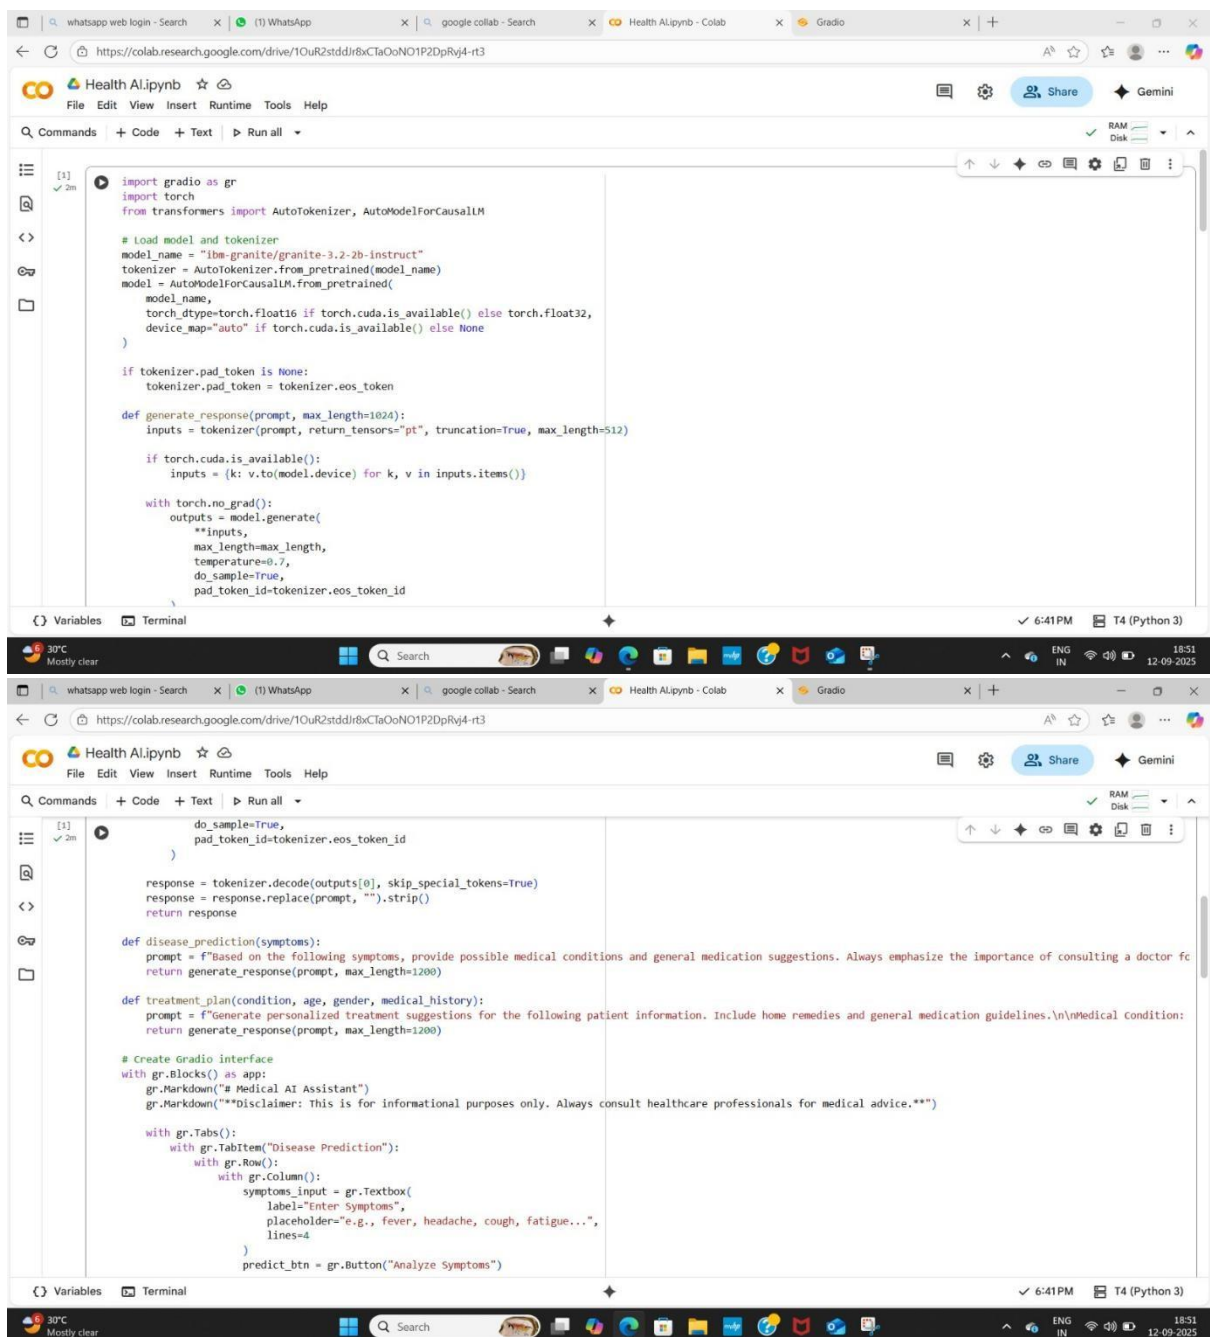 whatsapp web login - Search
(1) WhatsApp
google collab - Search
Health AI.ipynb - Colab
Gradio
https://colab.research.google.com/drive/1OuR2stddJr8xCTaOoNO1P2DpRvj4-rt3
Health AI.ipynb
Share
Gemini
File Edit View Insert Runtime Tools Help
Commands + Code + Text Run all
RAM
Disk
[1]
2m
import gradio as gr
import torch
from transformers import AutoTokenizer, AutoModelForCausalLM
# Load model and tokenizer
model_name = "ibm-granite/granite-3.2-2b-instruct"
tokenizer = AutoTokenizer.from_pretrained(model_name)
model = AutoModelForCausalLM.from_pretrained(
    model_name,
    torch_dtype=torch.float16 if torch.cuda.is_available() else torch.float32,
    device_map="auto" if torch.cuda.is_available() else None
)
if tokenizer.pad_token is None:
    tokenizer.pad_token = tokenizer.eos_token
def generate_response(prompt, max_length=1024):
    inputs = tokenizer(prompt, return_tensors="pt", truncation=True, max_length=512)
    if torch.cuda.is_available():
        inputs = {k: v.to(model.device) for k, v in inputs.items()}
    with torch.no_grad():
        outputs = model.generate(
            **inputs,
            max_length=max_length,
            temperature=0.7,
            do_sample=True,
            pad_token_id=tokenizer.eos_token_id
        )
{} Variables Terminal
6:41 PM T4 (Python 3)
6
30°C
Mostly clear
Search
ENG
IN
18:51
12-09-2025
whatsapp web login - Search
(1) WhatsApp
google collab - Search
Health AI.ipynb - Colab
Gradio
https://colab.research.google.com/drive/1OuR2stddJr8xCTaOoNO1P2DpRvj4-rt3
Health AI.ipynb
Share
Gemini
File Edit View Insert Runtime Tools Help
Commands + Code + Text Run all
RAM
Disk
[1]
2m
            do_sample=True,
            pad_token_id=tokenizer.eos_token_id
        )
    response = tokenizer.decode(outputs[0], skip_special_tokens=True)
    response = response.replace(prompt, "").strip()
    return response
def disease_prediction(symptoms):
    prompt = f"Based on the following symptoms, provide possible medical conditions and general medication suggestions. Always emphasize the importance of consulting a doctor fo
    return generate_response(prompt, max_length=1200)
def treatment_plan(condition, age, gender, medical_history):
    prompt = f"Generate personalized treatment suggestions for the following patient information. Include home remedies and general medication guidelines.\n\nMedical Condition:
    return generate_response(prompt, max_length=1200)
# Create Gradio interface
with gr.Blocks() as app:
    gr.Markdown("# Medical AI Assistant")
    gr.Markdown("**Disclaimer: This is for informational purposes only. Always consult healthcare professionals for medical advice.**")
    with gr.Tabs():
        with gr.TabItem("Disease Prediction"):
            with gr.Row():
                with gr.Column():
                    symptoms_input = gr.Textbox(
                        label="Enter Symptoms",
                        placeholder="e.g., fever, headache, cough, fatigue...",
                        lines=4
                    )
                    predict_btn = gr.Button("Analyze Symptoms")
{} Variables Terminal
6:41 PM T4 (Python 3)
6
30°C
Mostly clear
Search
ENG
IN
18:51
12-09-2025